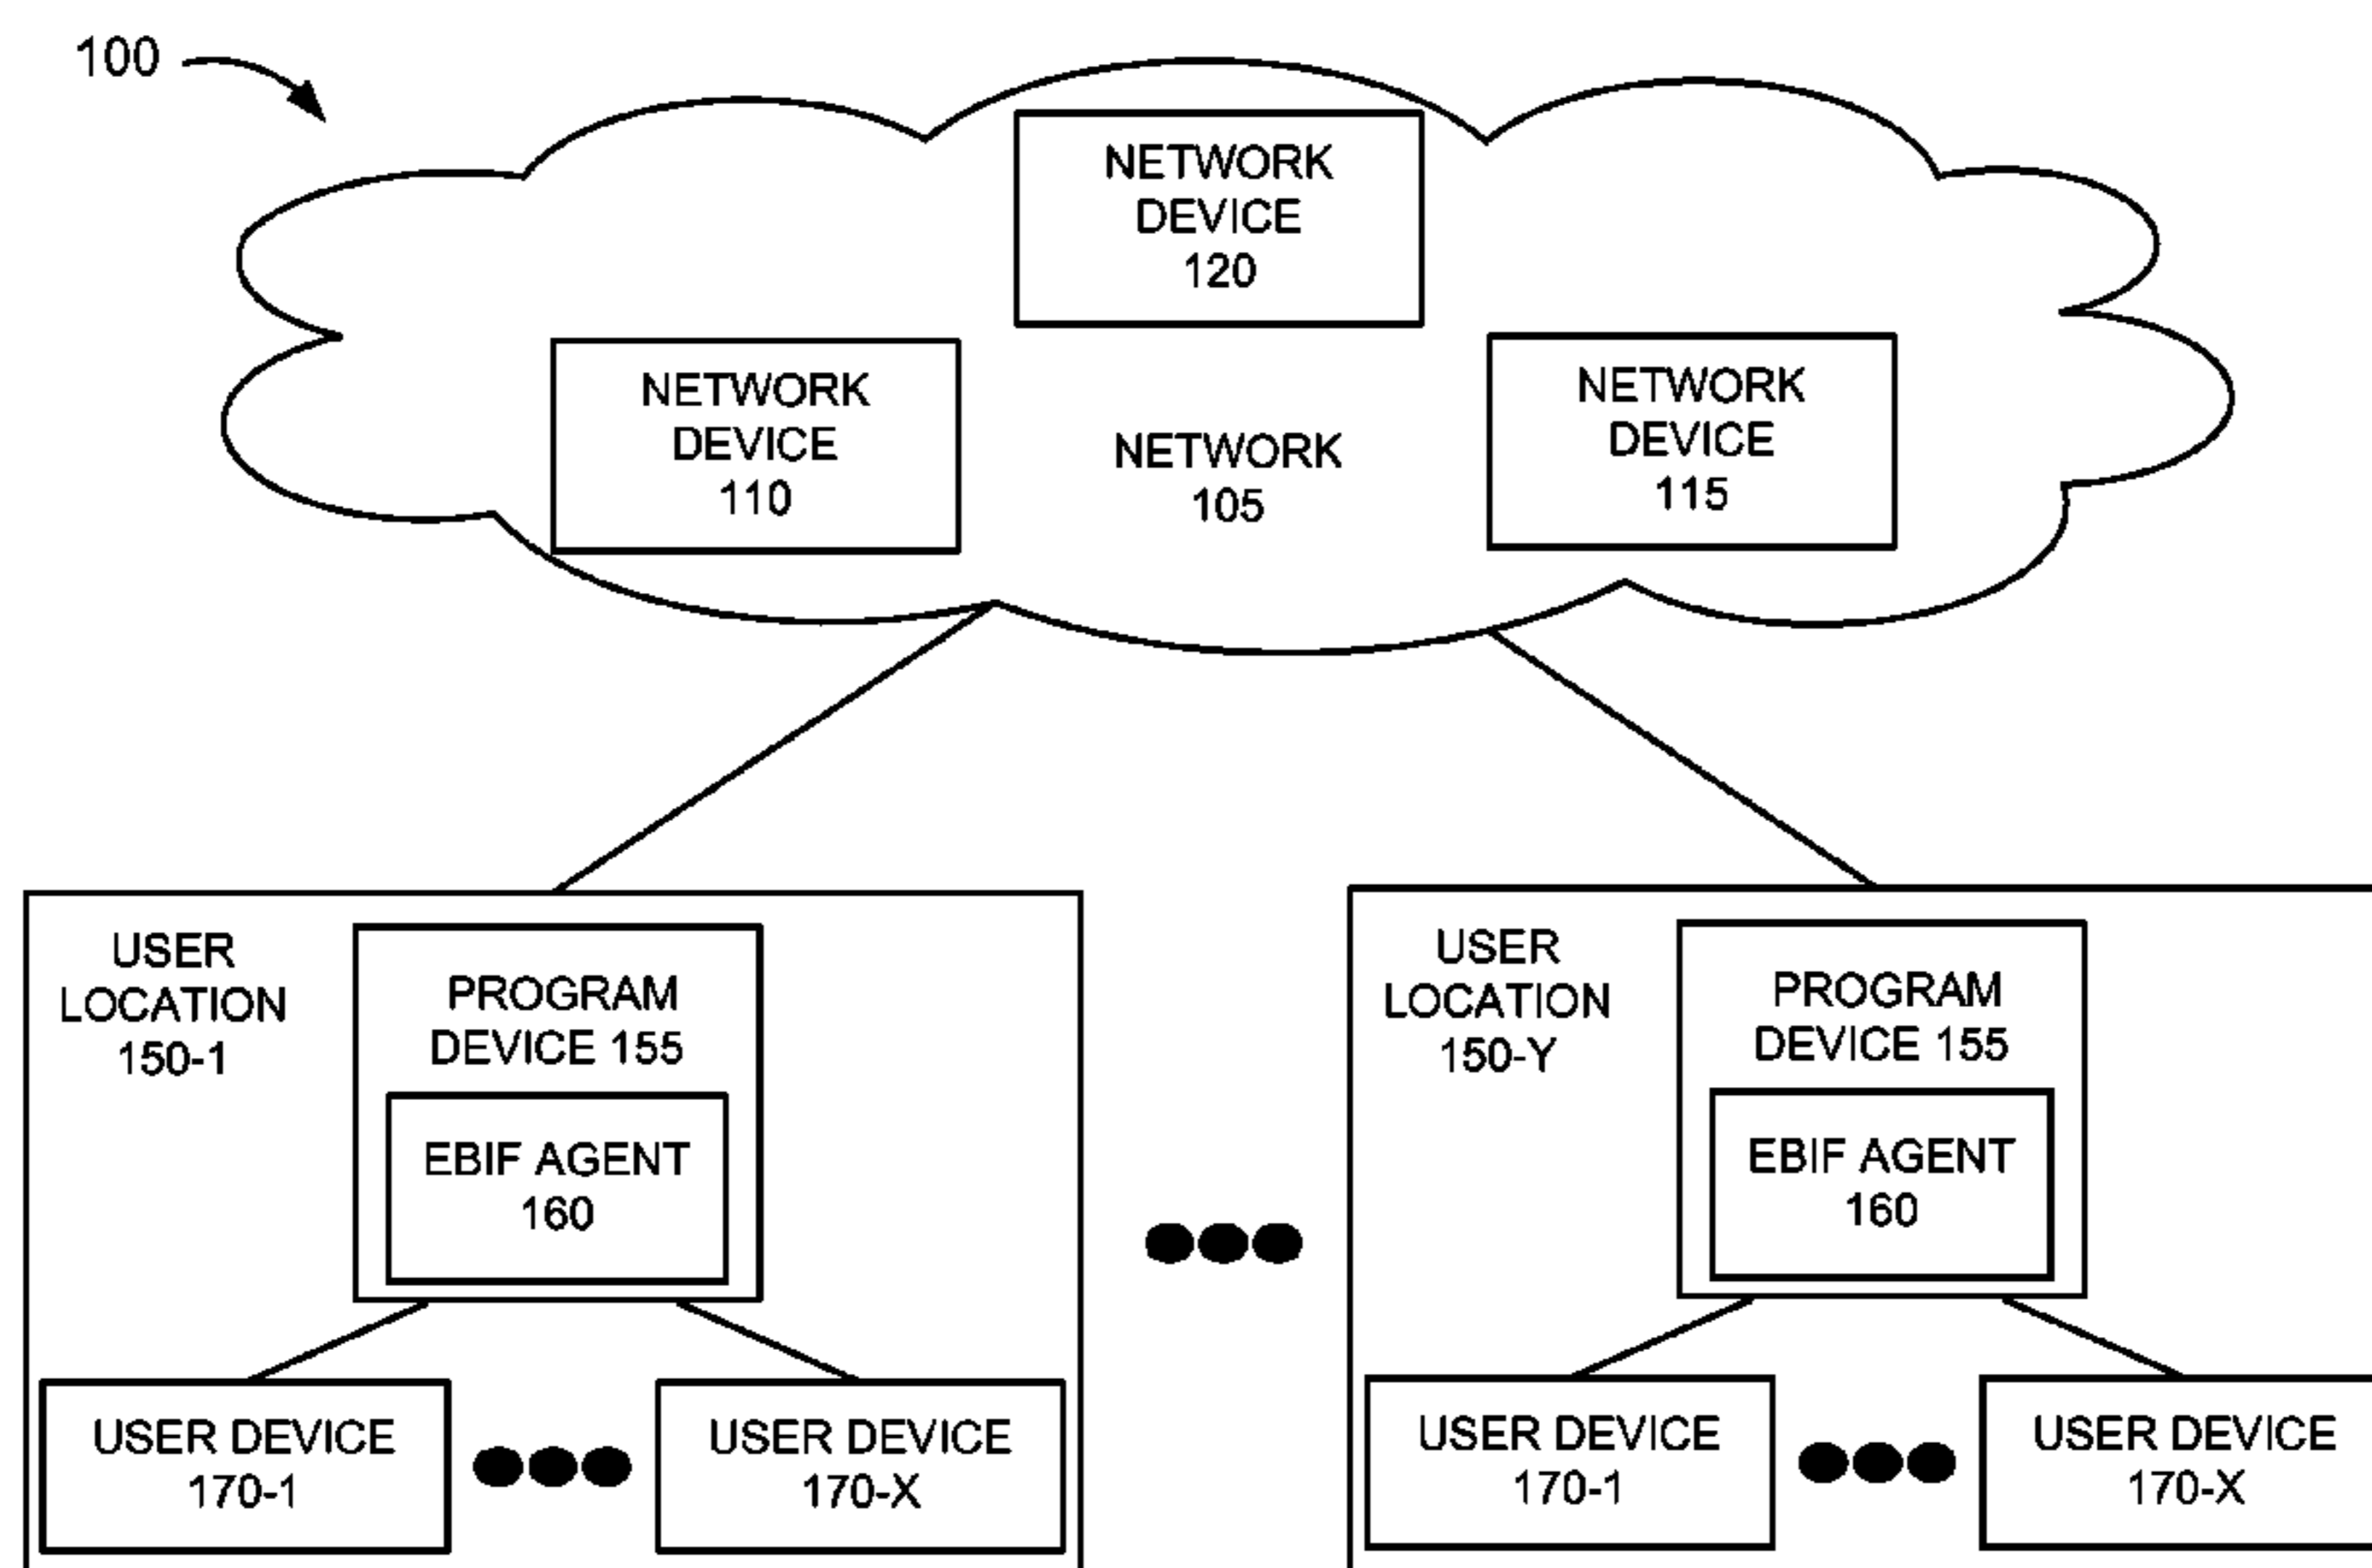 100
NETWORK
DEVICE
120
NETWORK
DEVICE
110
NETWORK
105
NETWORK
DEVICE
115
USER
LOCATION
150-1
PROGRAM
DEVICE 155
EBIF AGENT
160
USER DEVICE
170-1
USER DEVICE
170-X
USER
LOCATION
150-Y
PROGRAM
DEVICE 155
EBIF AGENT
160
USER DEVICE
170-1
USER DEVICE
170-X